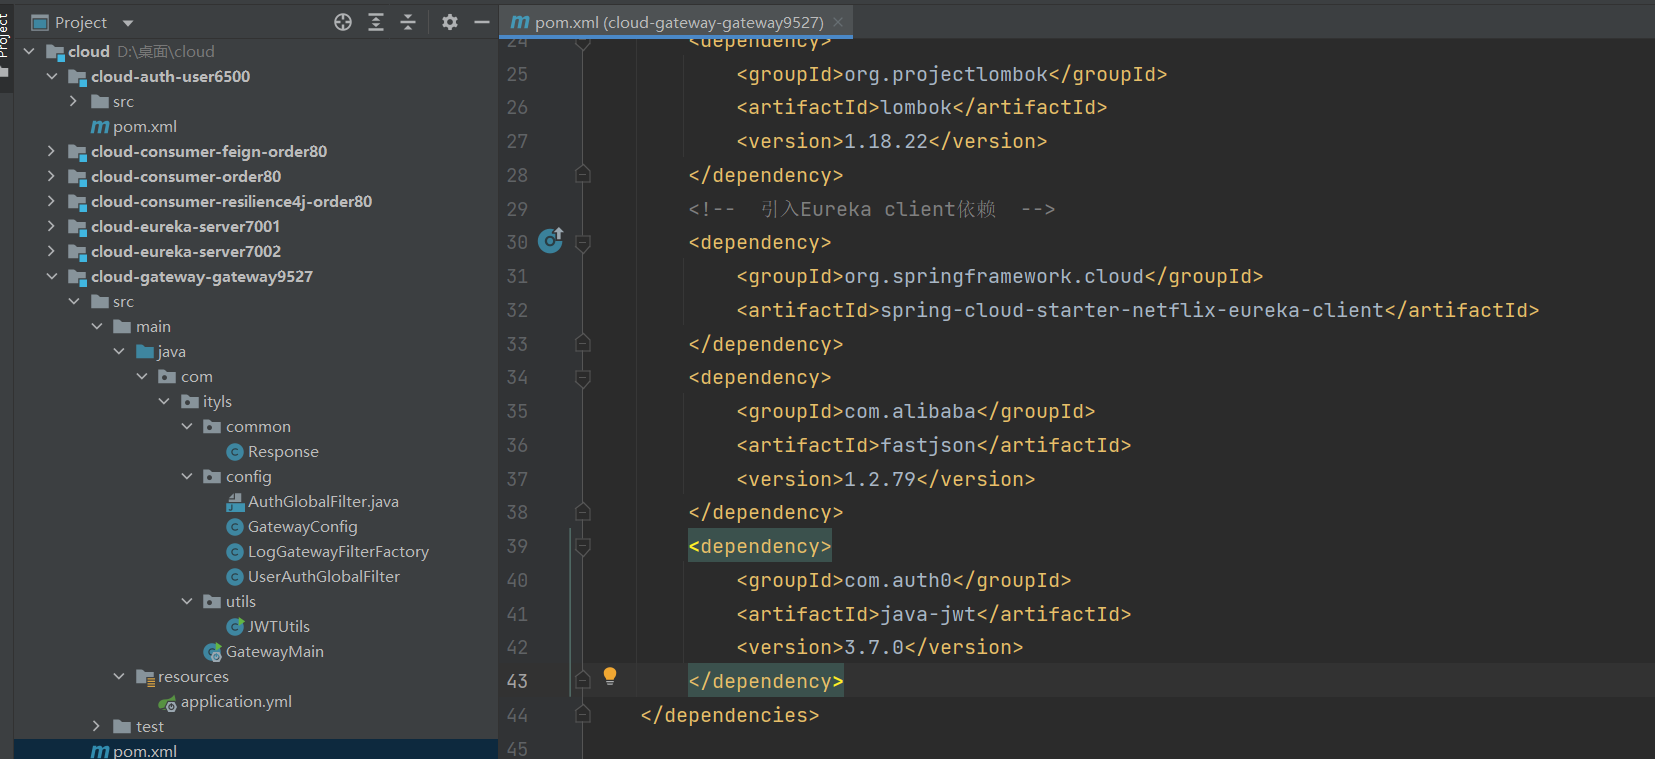 Project
Project
cloud D:\桌面\cloud
cloud-auth-user6500
src
pom.xml
cloud-consumer-feign-order80
cloud-consumer-order80
cloud-consumer-resilience4j-order80
cloud-eureka-server7001
cloud-eureka-server7002
cloud-gateway-gateway9527
src
main
java
com
ityls
common
Response
config
AuthGlobalFilter.java
GatewayConfig
LogGatewayFilterFactory
UserAuthGlobalFilter
utils
JWTUtils
GatewayMain
resources
application.yml
test
pom.xml
pom.xml (cloud-gateway-gateway9527)
24 <dependency>
25 <groupId>org.projectlombok</groupId>
26 <artifactId>lombok</artifactId>
27 <version>1.18.22</version>
28 </dependency>
29 <!-- 引入Eureka client依赖 -->
30 <dependency>
31 <groupId>org.springframework.cloud</groupId>
32 <artifactId>spring-cloud-starter-netflix-eureka-client</artifactId>
33 </dependency>
34 <dependency>
35 <groupId>com.alibaba</groupId>
36 <artifactId>fastjson</artifactId>
37 <version>1.2.79</version>
38 </dependency>
39 <dependency>
40 <groupId>com.auth0</groupId>
41 <artifactId>java-jwt</artifactId>
42 <version>3.7.0</version>
43 </dependency>
44 </dependencies>
45